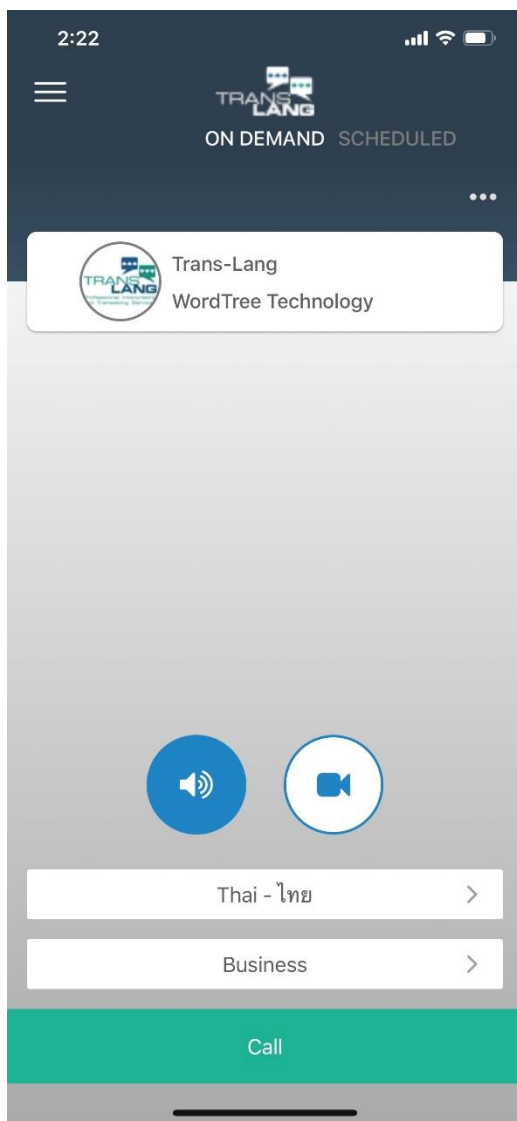 2:22
TRANS
LANG
ON DEMAND SCHEDULED
Trans-Lang
TRANS
LANG
WordTree Technology
Thai - ไทย
Business
Call